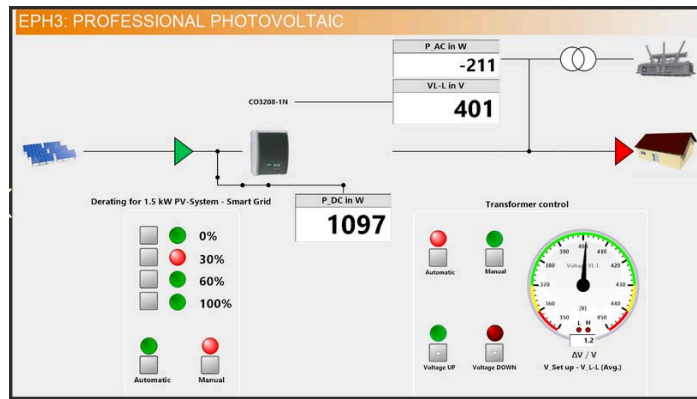 EPH3: PROFESSIONAL PHOTOVOLTAIC
P_AC in W
-211
VL-L in V
401
CO3208-1N
P_DC in W
1097
Derating for 1.5 kW PV-System - Smart Grid
0%
30%
60%
100%
Automatic
Manual
Transformer control
Automatic
Manual
Voltage UP
Voltage DOWN
350 360 370 380 390 400 410 420 430 440 450
Voltage VL-L
(V)
L H
1.2
ΔV / V
V_Set up - V_L-L (Avg.)